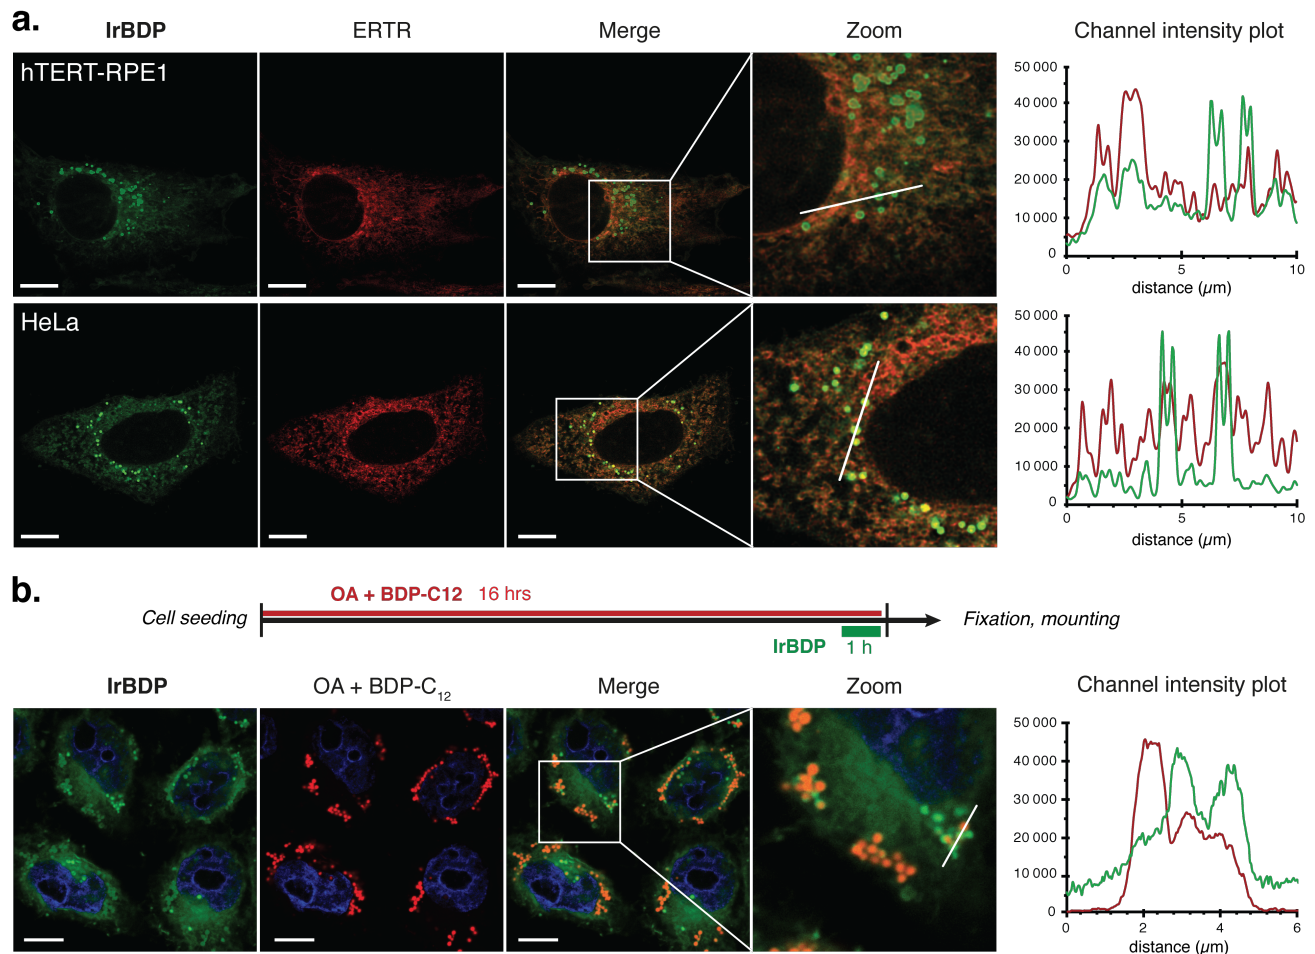 a.
IrBDP ERTR Merge Zoom Channel intensity plot
hTERT-RPE1
50 000
40 000
30 000
20 000
10 000
0
0 5 10
distance (µm)
HeLa
50 000
40 000
30 000
20 000
10 000
0
0 5 10
distance (µm)
b.
OA + BDP-C12 16 hrs
Cell seeding Fixation, mounting
IrBDP 1 h
IrBDP OA + BDP-C12 Merge Zoom Channel intensity plot
50 000
40 000
30 000
20 000
10 000
0
0 2 4 6
distance (µm)